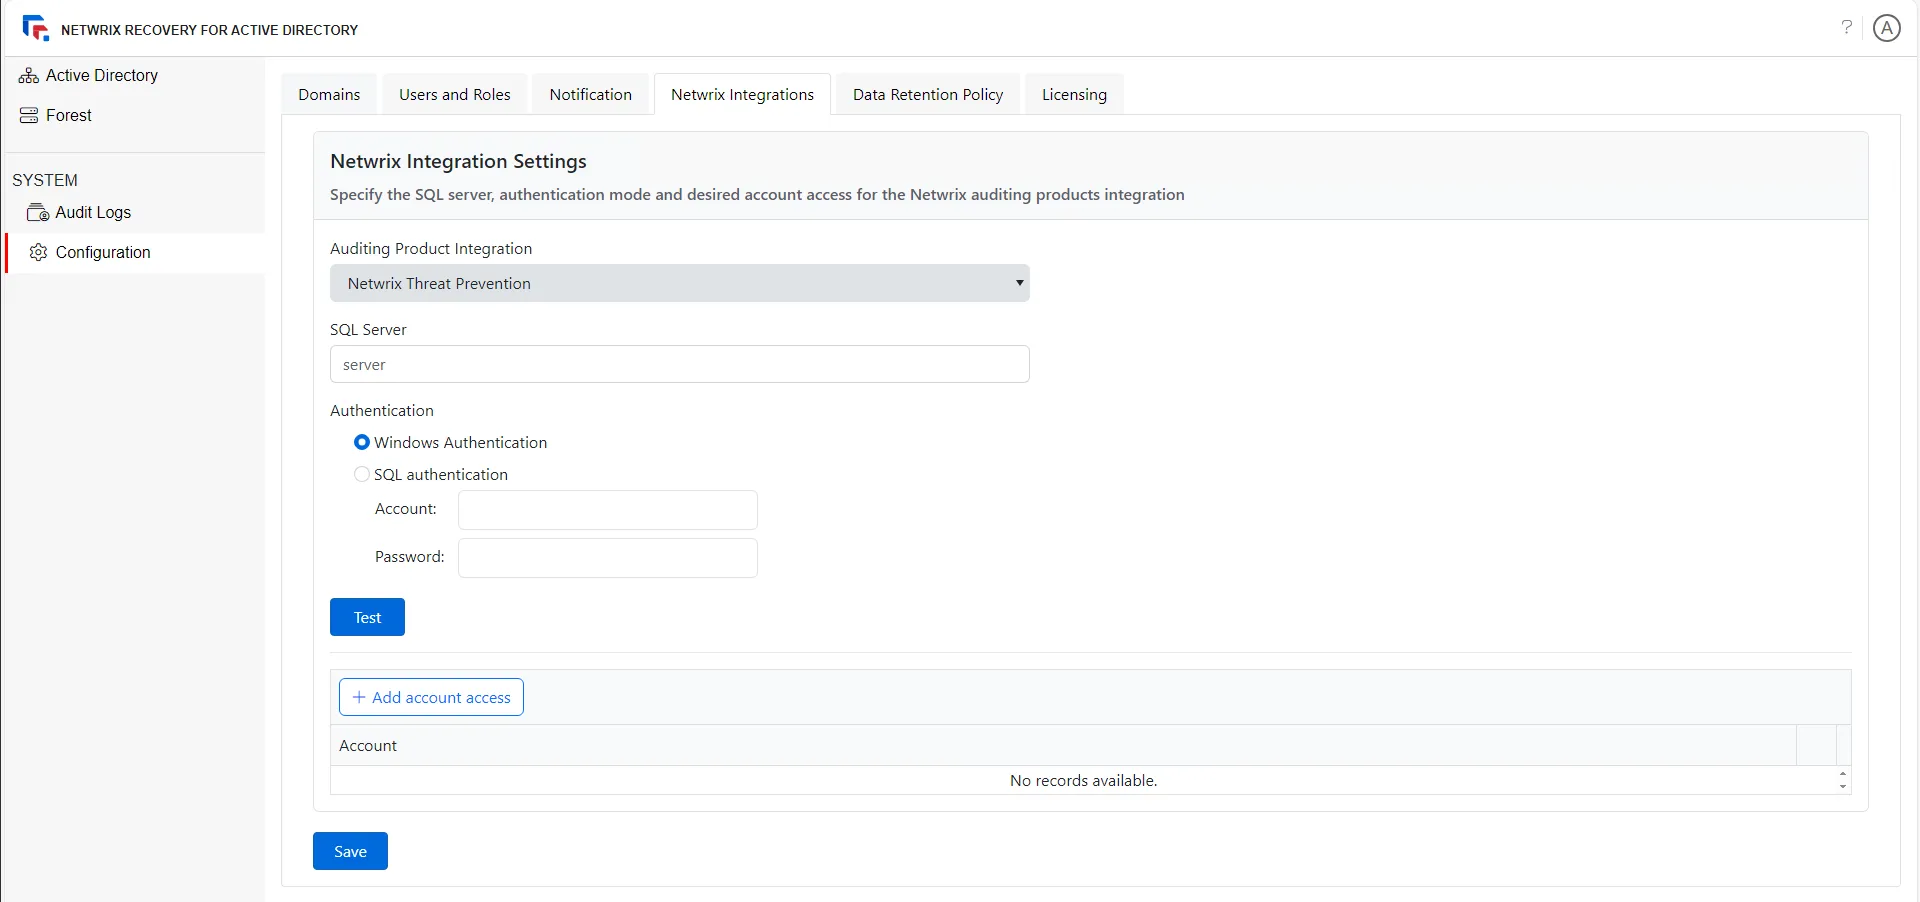 NETWRIX RECOVERY FOR ACTIVE DIRECTORY
?
A
Active Directory
Forest
SYSTEM
Audit Logs
Configuration
Domains
Users and Roles
Notification
Netwrix Integrations
Data Retention Policy
Licensing
Netwrix Integration Settings
Specify the SQL server, authentication mode and desired account access for the Netwrix auditing products integration
Auditing Product Integration
Netwrix Threat Prevention
SQL Server
server
Authentication
Windows Authentication
SQL authentication
Account:
Password:
Test
+ Add account access
Account
No records available.
Save